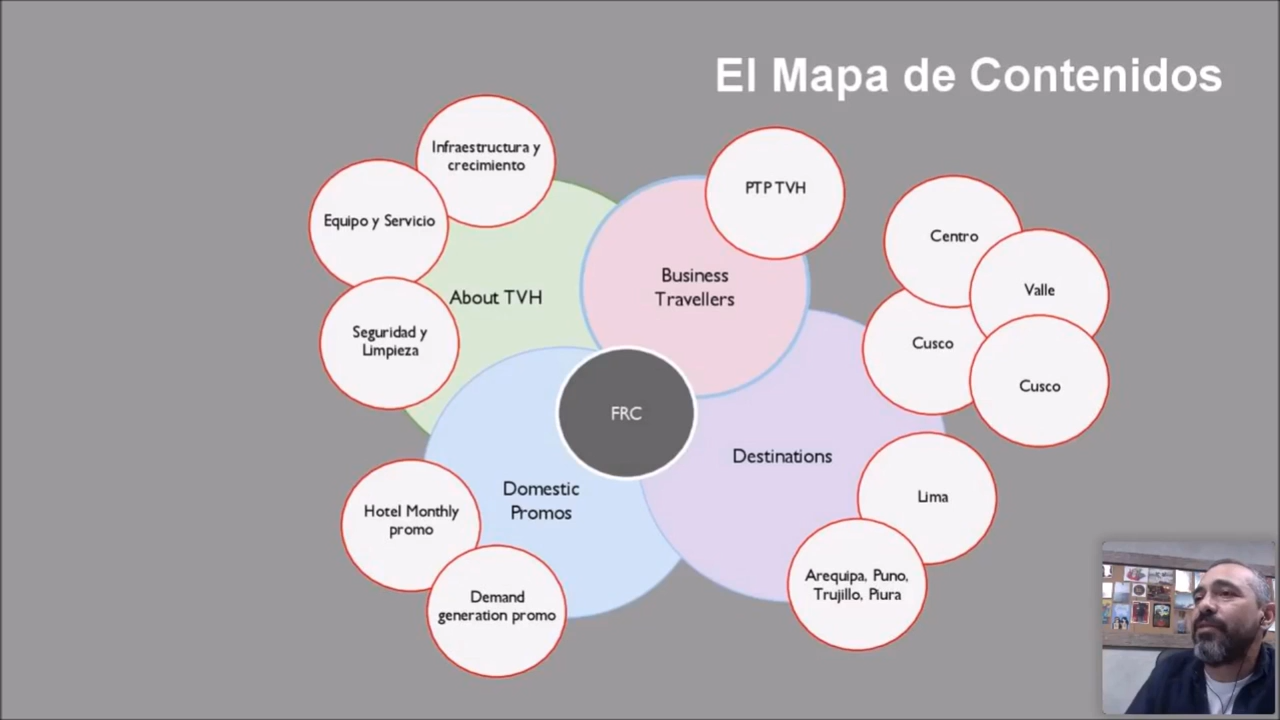 El Mapa de Contenidos
Infraestructura y
crecimiento
Equipo y Servicio
Seguridad y
Limpieza
About TVH
PTP TVH
Business
Travellers
Centro
Valle
Cusco
Cusco
FRC
Destinations
Lima
Arequipa, Puno,
Trujillo, Piura
Domestic
Promos
Hotel Monthly
promo
Demand
generation promo